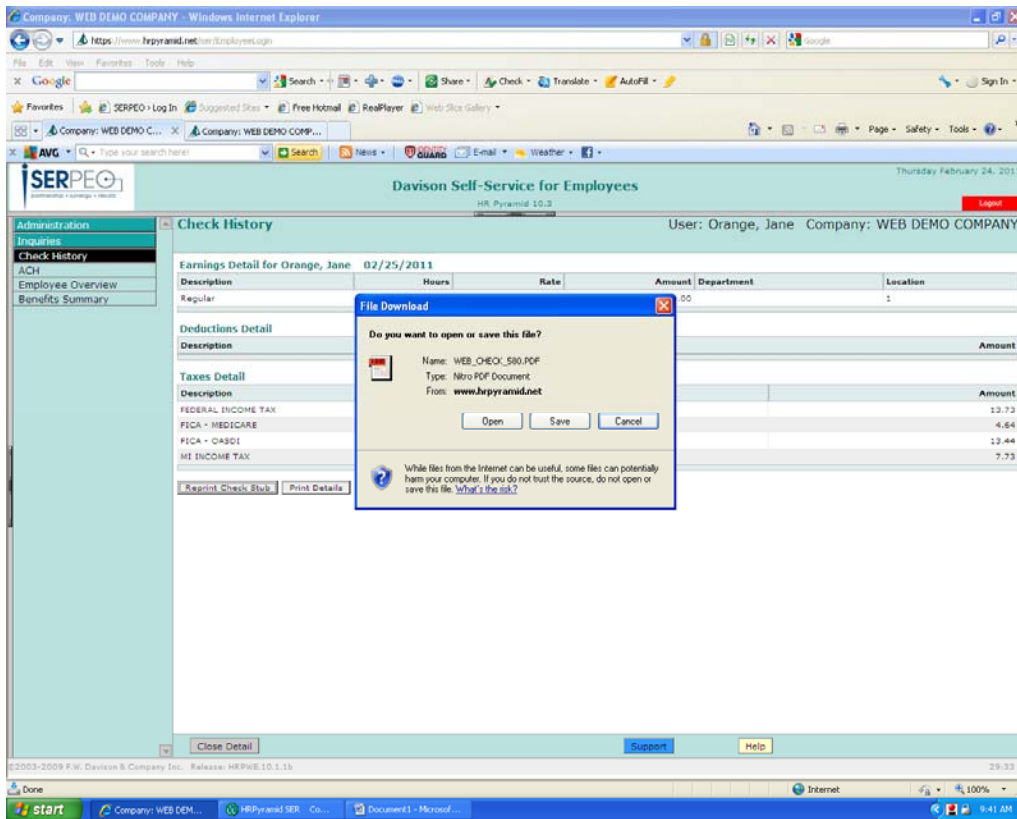 Company: WEB DEMO COMPANY - Windows Internet Explorer
https://www.hrpyramid.net/ser/EmployeeLogin
Google
File Edit View Favorites Tools Help
x Google Search Share Check Translate AutoFill Sign In
Favorites SERPEO › Log In Suggested Sites Free Hotmail RealPlayer Web Slice Gallery
Company: WEB DEMO C... X Company: WEB DEMO COMP... Page Safety Tools
x AVG Type your search here! Search News E-mail Weather
SERPEO
partnership • synergy • results
Davison Self-Service for Employees
HR Pyramid 10.3
Thursday February 24, 201
Logout
Administration
Inquiries
Check History
ACH
Employee Overview
Benefits Summary
Check History User: Orange, Jane Company: WEB DEMO COMPANY
Earnings Detail for Orange, Jane 02/25/2011
Description Hours Rate Amount Department Location
Regular .00 1
Deductions Detail
Description Amount
Taxes Detail
Description Amount
FEDERAL INCOME TAX 13.73
FICA - MEDICARE 4.64
FICA - OASDI 13.44
MI INCOME TAX 7.73
Reprint Check Stub Print Details
File Download
Do you want to open or save this file?
Name: WEB_CHECK_580.PDF
Type: Nitro PDF Document
From: www.hrpyramid.net
Open Save Cancel
While files from the Internet can be useful, some files can potentially
harm your computer. If you do not trust the source, do not open or
save this file. What's the risk?
Close Detail Support Help
©2003-2009 F.W. Davison & Company Inc. Release: HRPWE.10.1.1b 29:33
Done Internet 100%
start Company: WEB DEM... HRPyramid SER Co... Document1 - Microsof... 9:41 AM